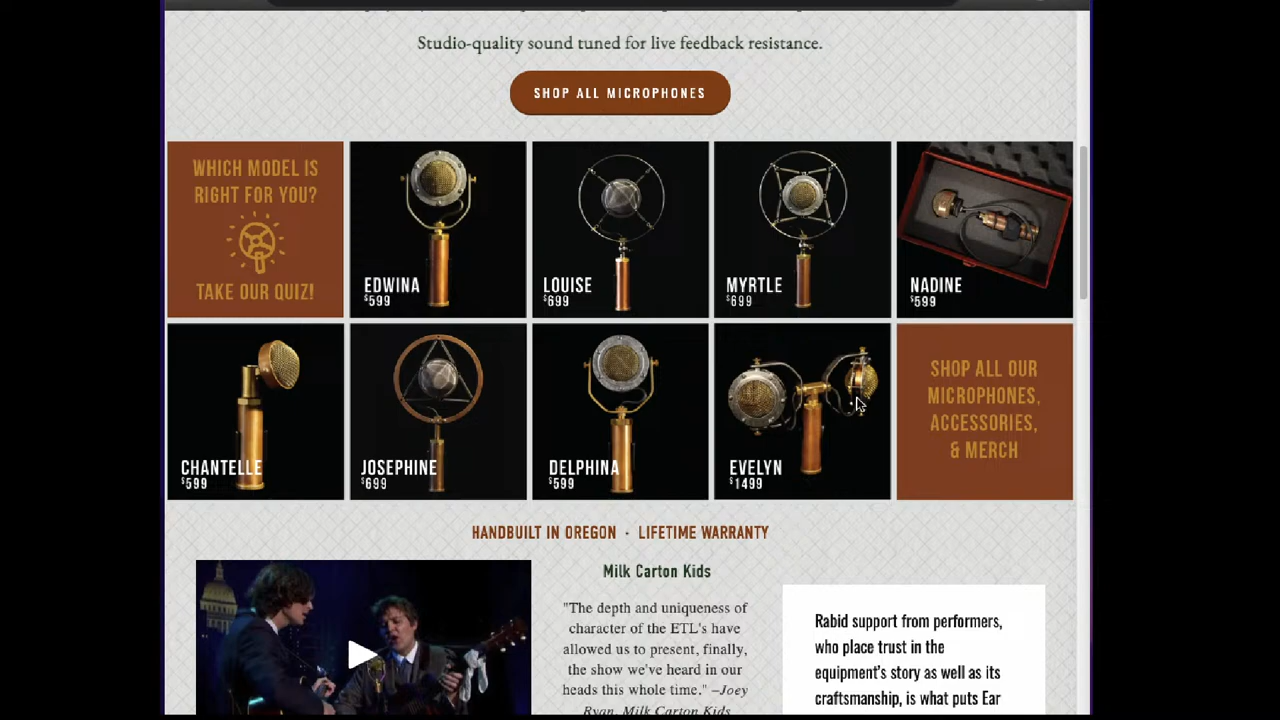 Studio-quality sound tuned for live feedback resistance.
SHOP ALL MICROPHONES
WHICH MODEL IS
RIGHT FOR YOU?
TAKE OUR QUIZ!
EDWINA
$599
LOUISE
$699
MYRTLE
$699
NADINE
$599
CHANTELLE
$599
JOSEPHINE
$699
DELPHINA
$599
EVELYN
$1499
SHOP ALL OUR
MICROPHONES,
ACCESSORIES,
& MERCH
HANDBUILT IN OREGON · LIFETIME WARRANTY
Milk Carton Kids
"The depth and uniqueness of
character of the ETL's have
allowed us to present, finally,
the show we've heard in our
heads this whole time." –Joey
Ryan, Milk Carton Kids
Rabid support from performers,
who place trust in the
equipment's story as well as its
craftsmanship, is what puts Ear